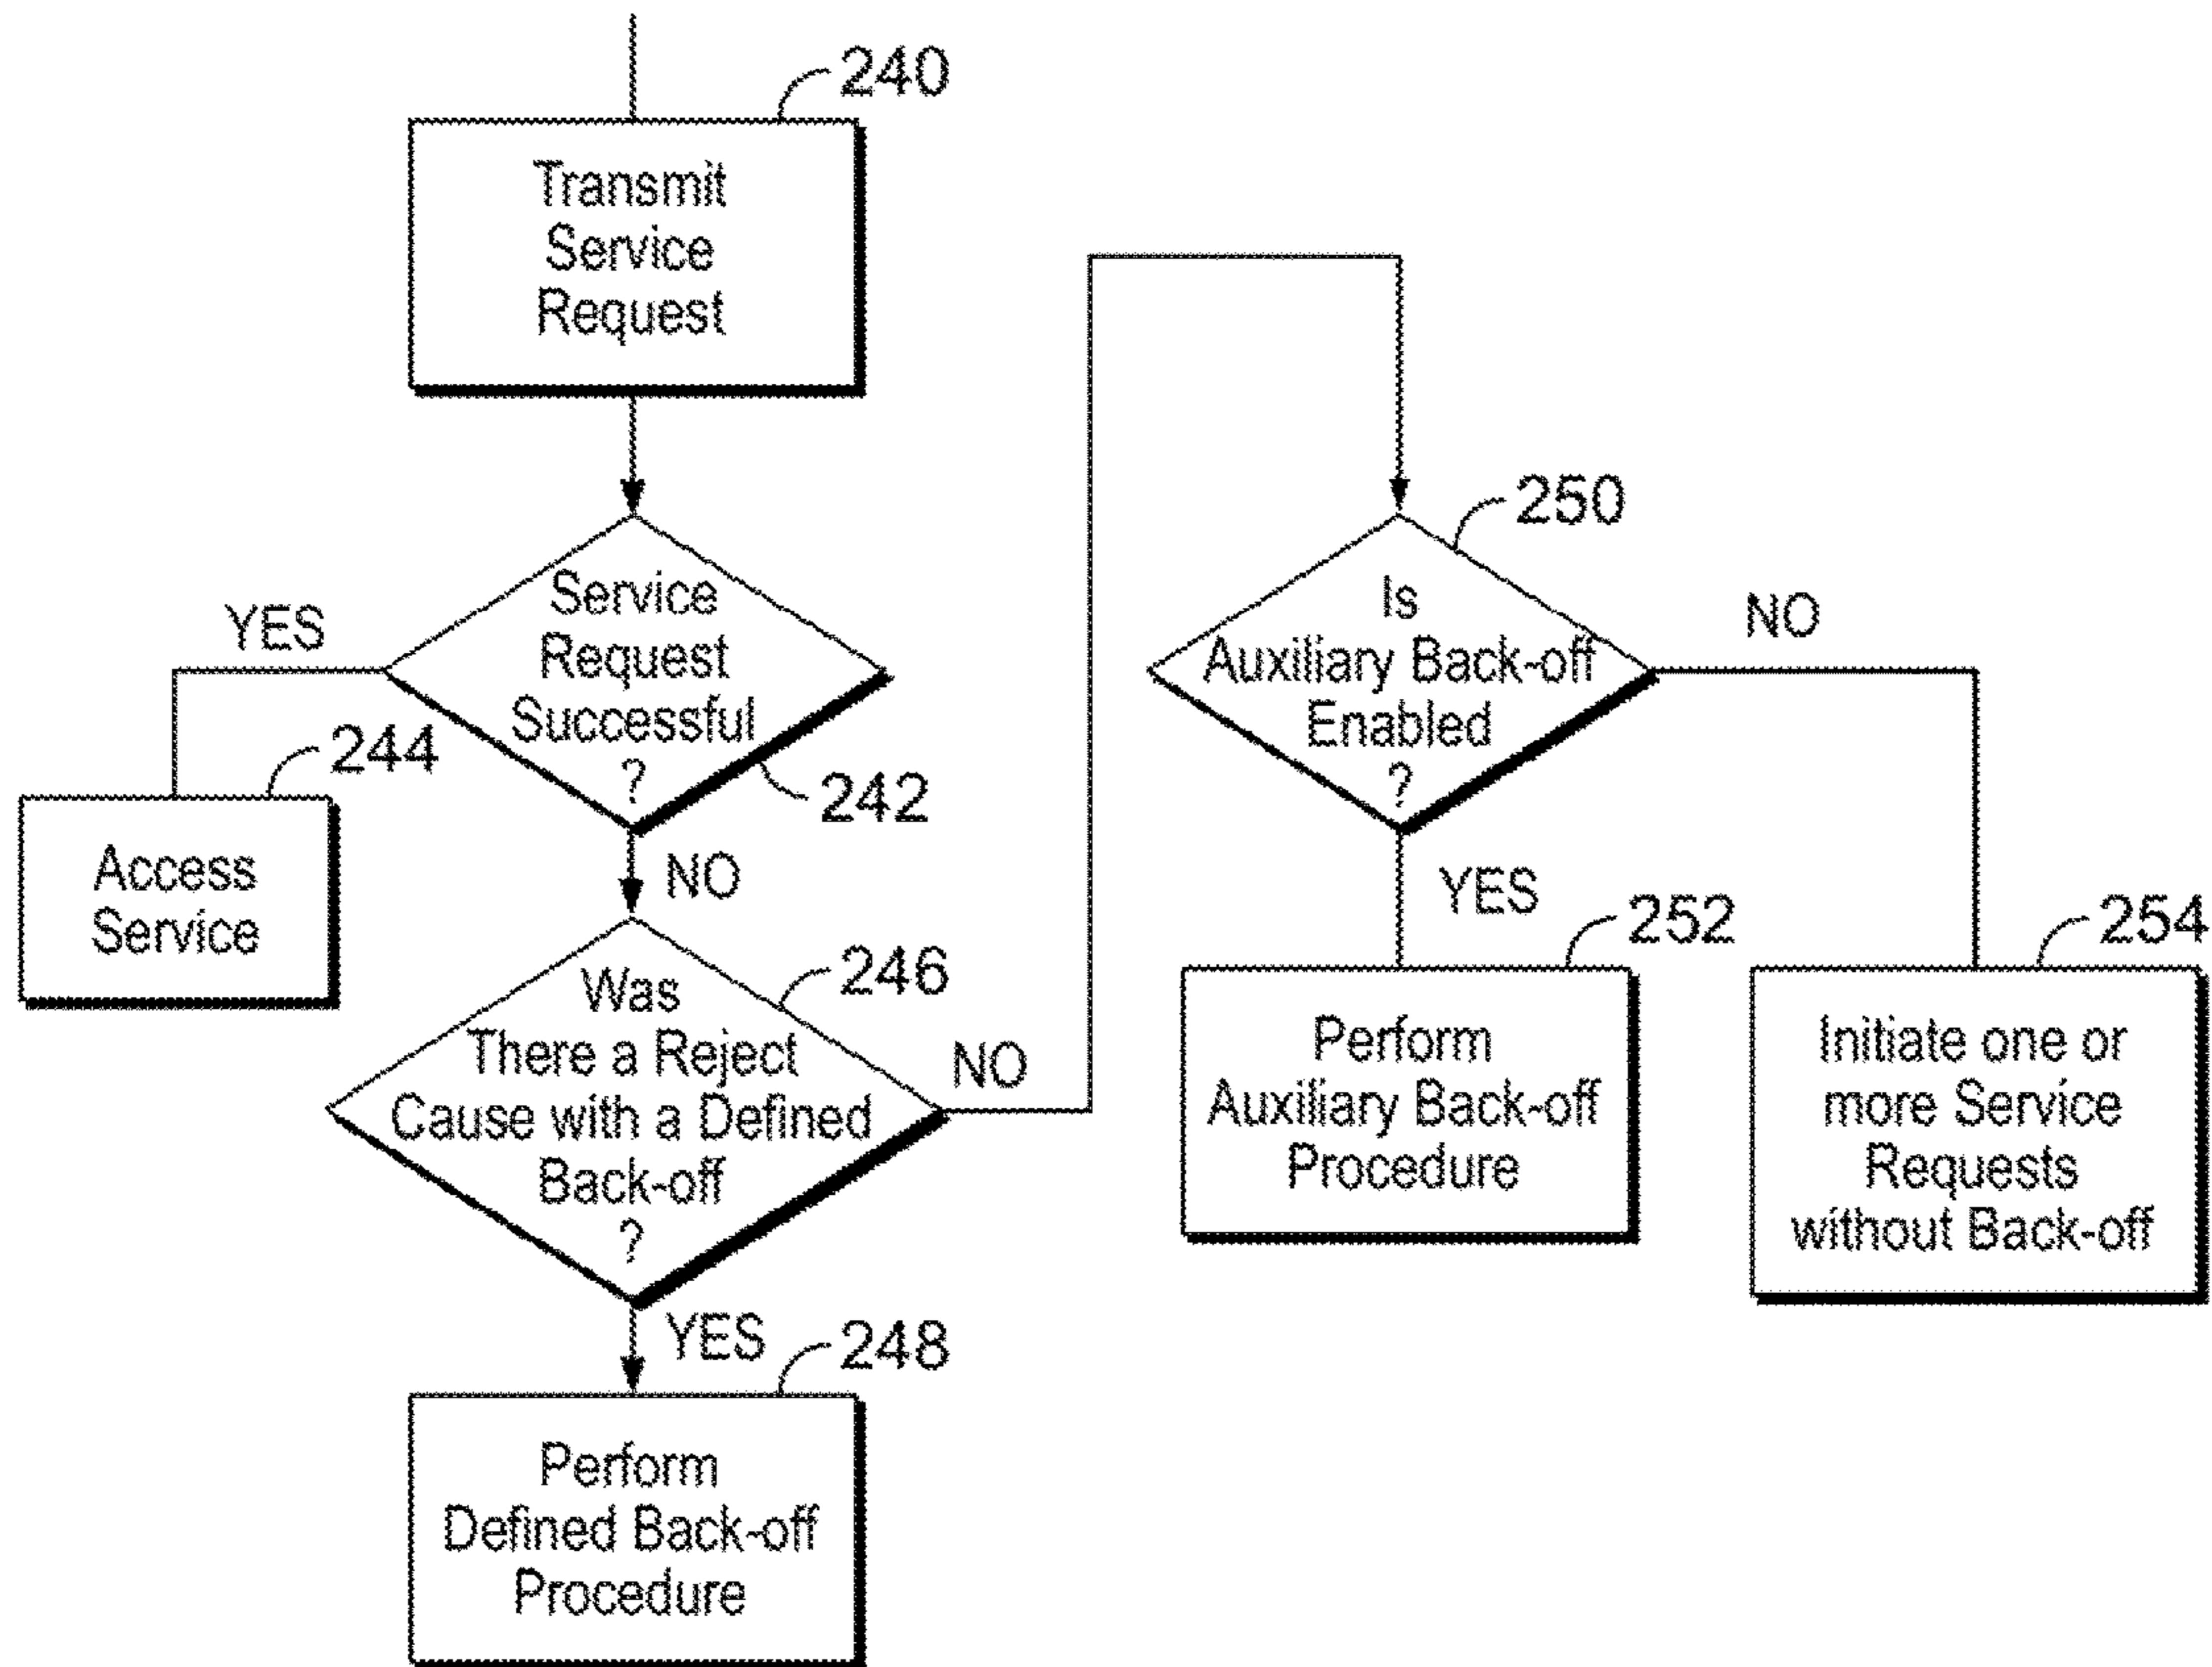 240
Transmit
Service
Request
Service
Request
Successful
?
242
YES
244
Access
Service
NO
246
Was
There a Reject
Cause with a Defined
Back-off
?
NO
YES
248
Perform
Defined Back-off
Procedure
250
Is
Auxiliary Back-off
Enabled
?
NO
YES
252
Perform
Auxiliary Back-off
Procedure
254
Initiate one or
more Service
Requests
without Back-off